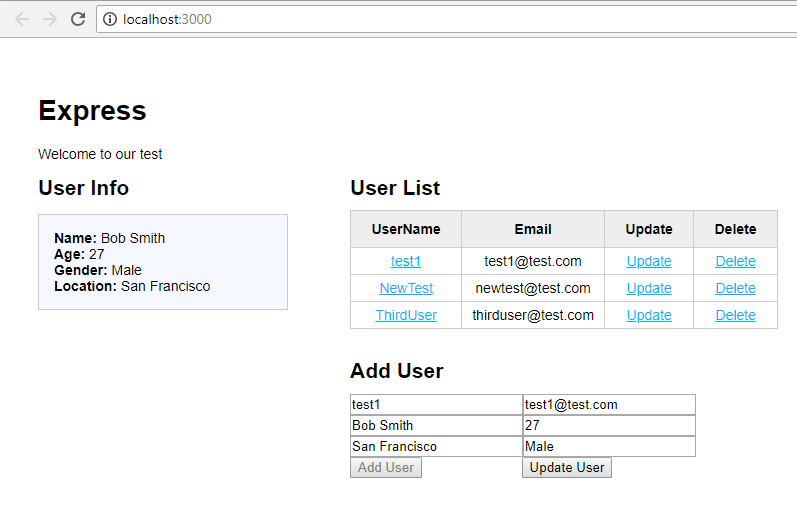 localhost:3000
Express
Welcome to our test
User Info
Name: Bob Smith
Age: 27
Gender: Male
Location: San Francisco
User List
UserName Email Update Delete
test1 test1@test.com Update Delete
NewTest newtest@test.com Update Delete
ThirdUser thirduser@test.com Update Delete
Add User
test1 test1@test.com
Bob Smith 27
San Francisco Male
Add User Update User